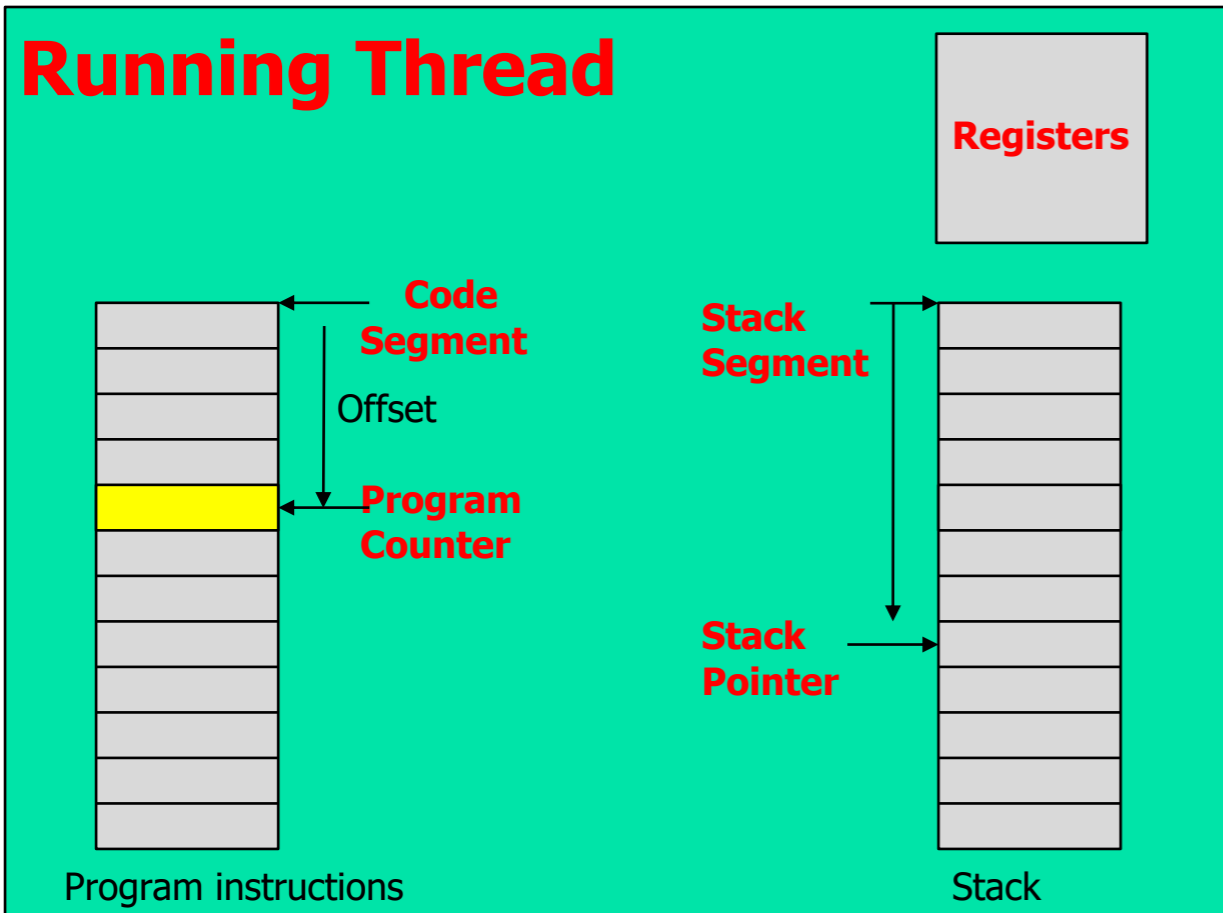 Running Thread
Registers
Code
Segment
Offset
Program
Counter
Stack
Segment
Stack
Pointer
Program instructions
Stack